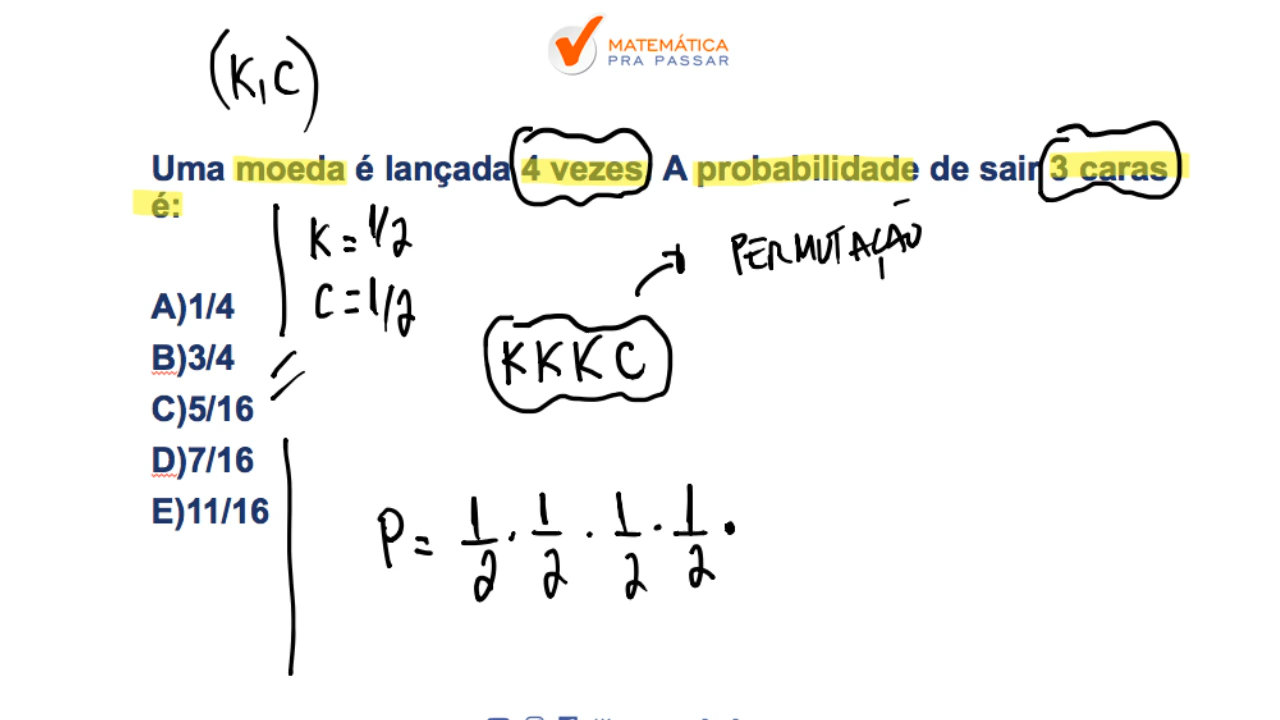 (K,C)
MATEMÁTICA
PRA PASSAR
Uma moeda é lançada 4 vezes. A probabilidade de sair 3 caras
é:
K = 1/2
C = 1/2
PERMUTAÇÃO
A)1/4
B)3/4
C)5/16
D)7/16
E)11/16
KKKC
P = 1/2 · 1/2 · 1/2 · 1/2 ·